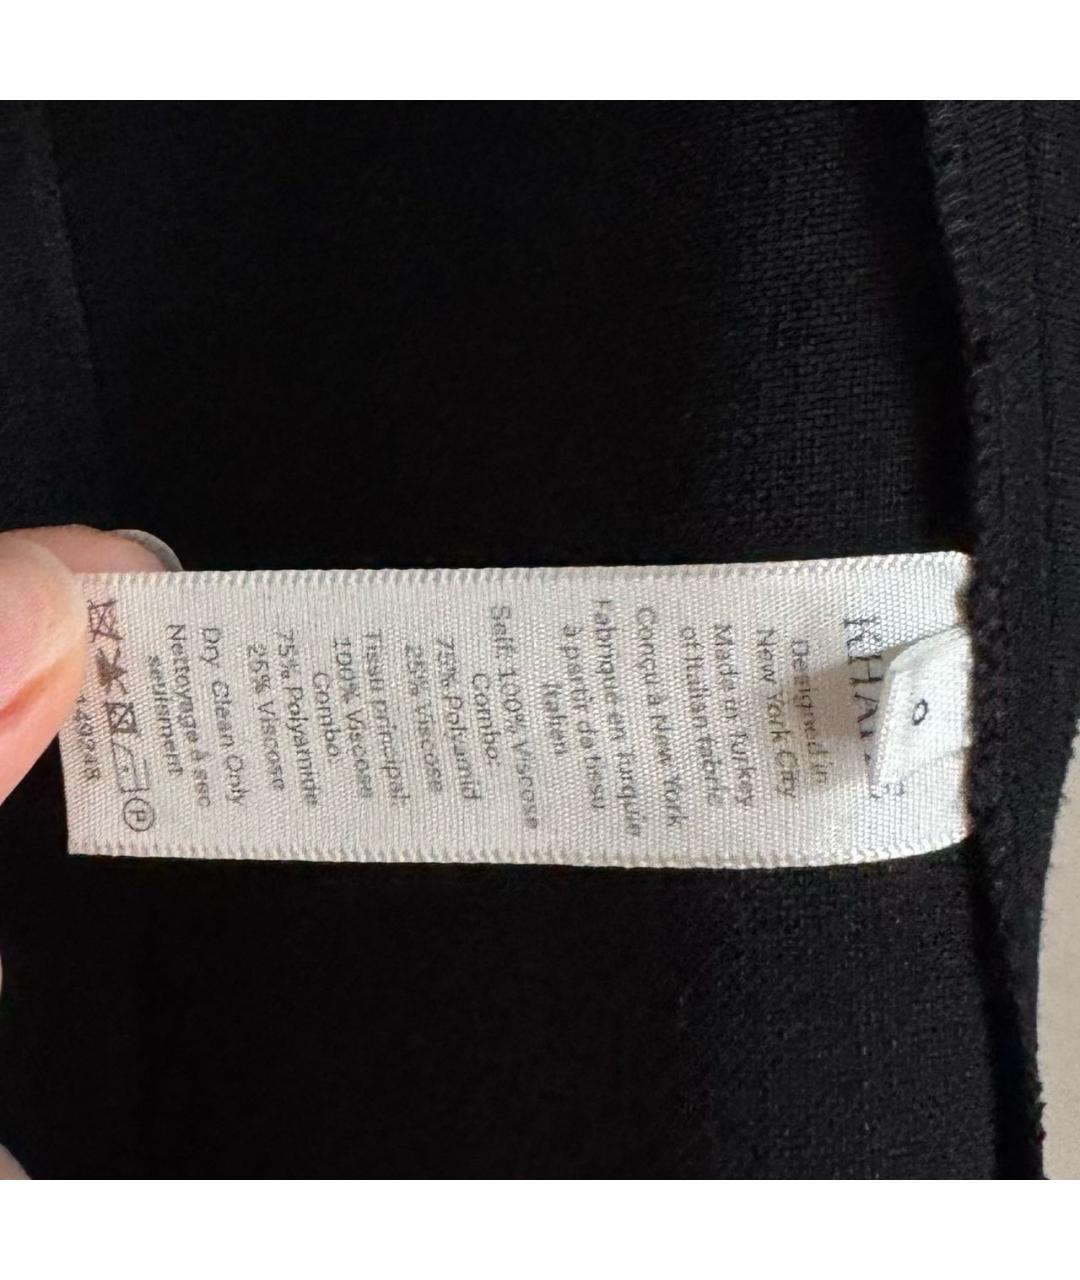 KHAITE
0
Designed in
New York City
Made in Turkey
of Italian Fabric
Conçu à New York
Fabriqué en Turquie
à partir de tissu
Italien
Self: 100% Viscose
Combo:
75% Polyamid
25% Viscose
Tissu principal:
100% Viscose
Combo:
75% Polyamide
25% Viscose
Dry Clean Only
Nettoyage à sec
seulement
P